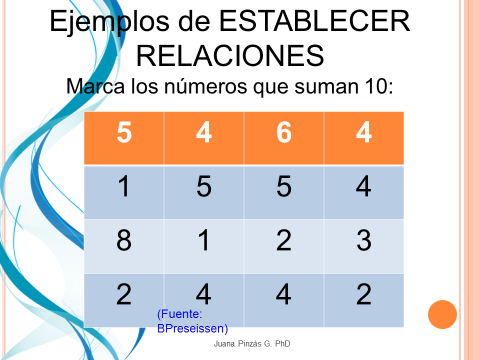 Ejemplos de ESTABLECER
RELACIONES
Marca los números que suman 10:
5 4 6 4
1 5 5 4
8 1 2 3
2 4 4 2
(Fuente:
BPreseissen)
Juana Pinzás G. PhD